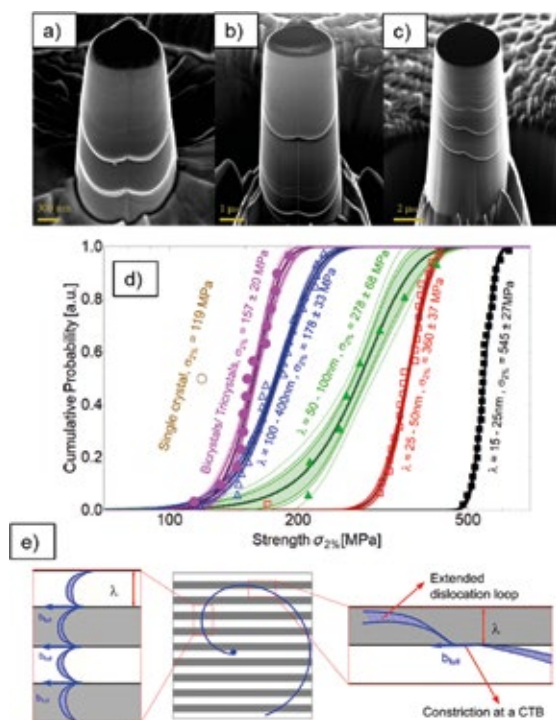 a)
b)
c)
1 µm
2 µm
d)
Cumulative Probability [a.u.]
1.0
0.8
0.6
0.4
0.2
0.0
Single crystal, σ2% = 119 MPa
Bicrystals/ Tricrystals, σ2% = 157 ± 20 MPa
λ = 100 - 400nm , σ2% = 178 ± 33 MPa
λ = 50 - 100nm , σ2% = 278 ± 68 MPa
λ = 25 - 50nm , σ2% = 360 ± 37 MPa
λ = 15 - 25nm , σ2% = 545 ± 27MPa
100
200
500
Strength σ2% [MPa]
e)
λ
Extended
dislocation loop
λ
Constriction at a CTB